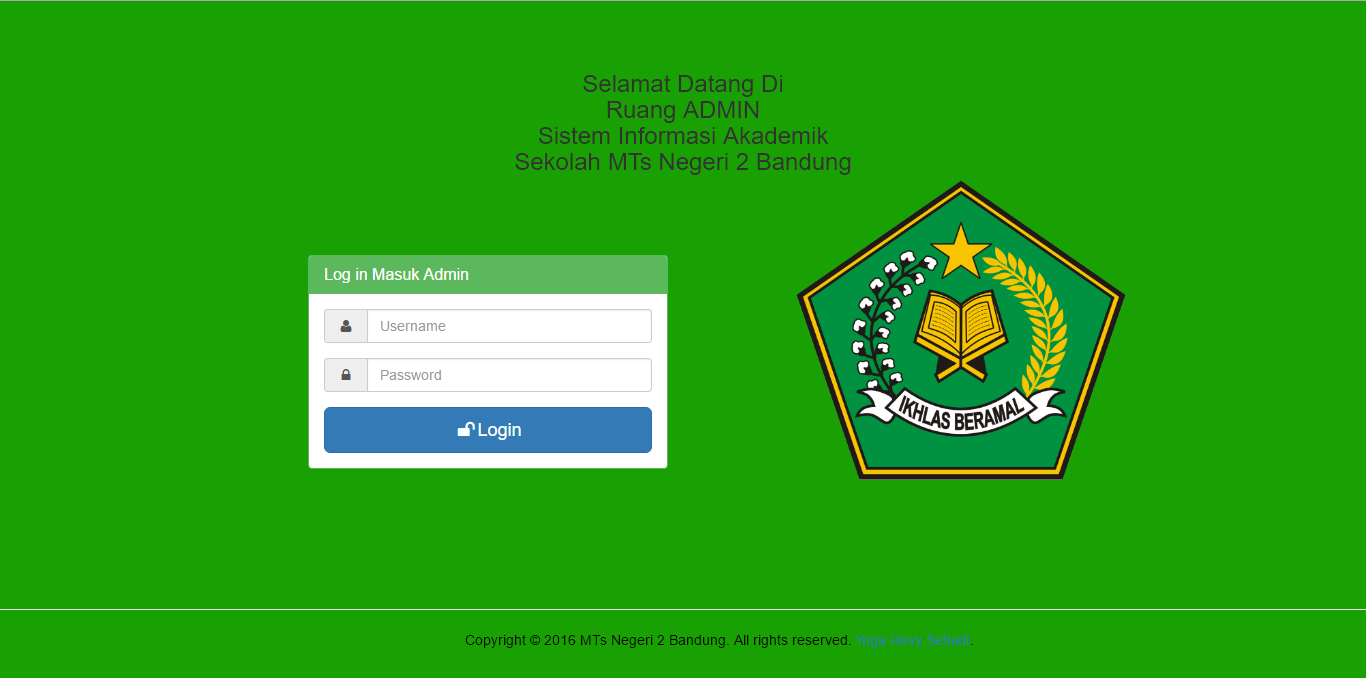 Selamat Datang Di
Ruang ADMIN
Sistem Informasi Akademik
Sekolah MTs Negeri 2 Bandung
Log in Masuk Admin
Username
Password
Login
IKHLAS BERAMAL
Copyright © 2016 MTs Negeri 2 Bandung. All rights reserved. Yoga Revy